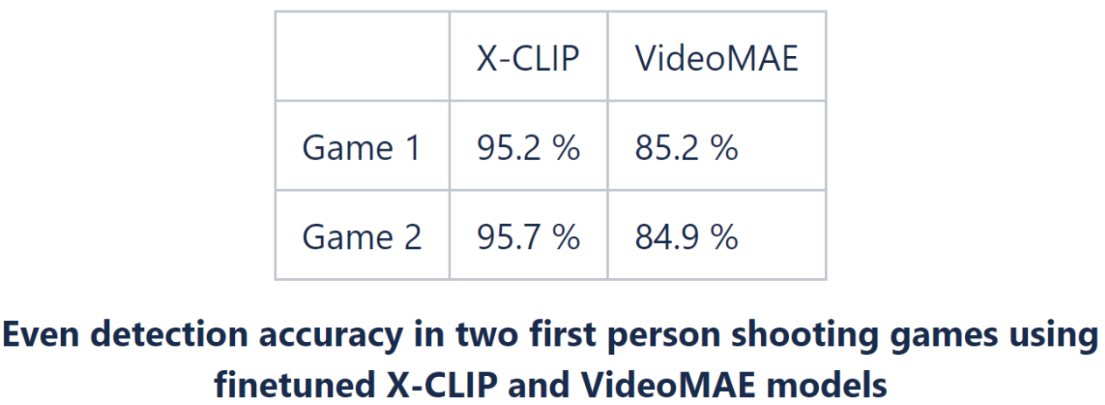 X-CLIP VideoMAE
Game 1 95.2 % 85.2 %
Game 2 95.7 % 84.9 %
Even detection accuracy in two first person shooting games using
finetuned X-CLIP and VideoMAE models